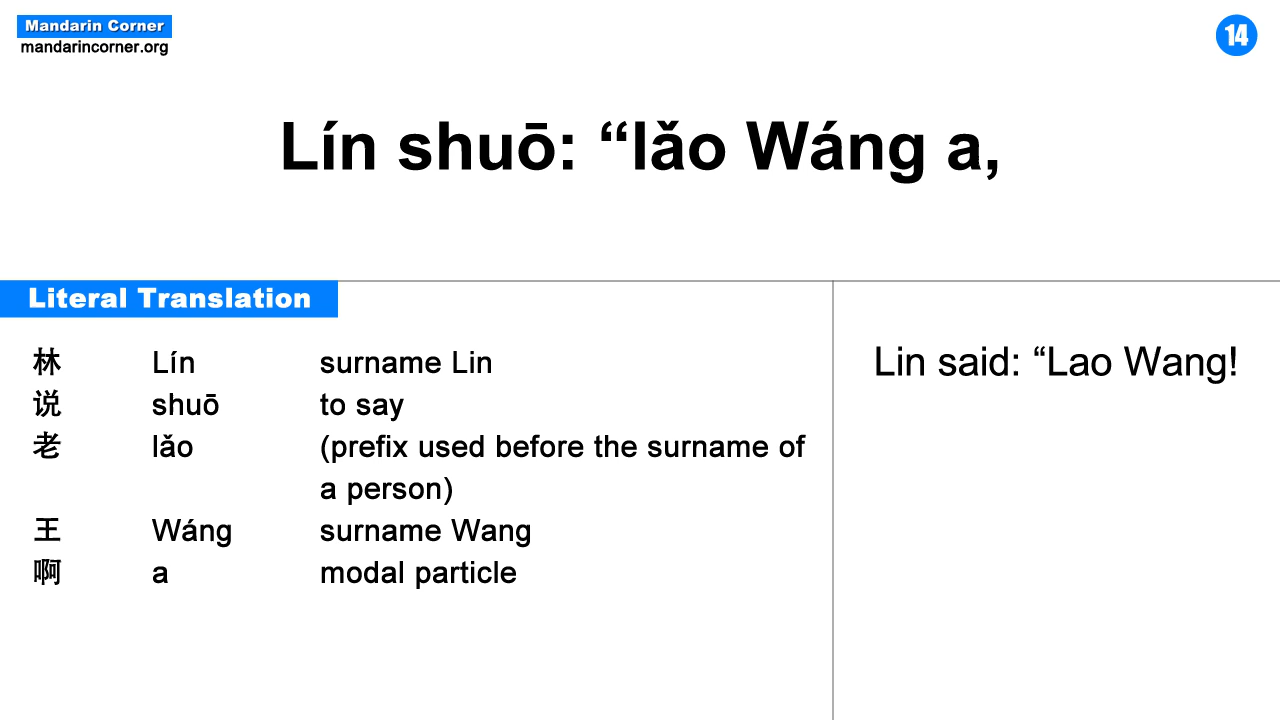 Mandarin Corner
mandarincorner.org
14
Lín shuō: “lǎo Wáng a,
Literal Translation
林 Lín surname Lin
说 shuō to say
老 lǎo (prefix used before the surname of
a person)
王 Wáng surname Wang
啊 a modal particle
Lin said: “Lao Wang!